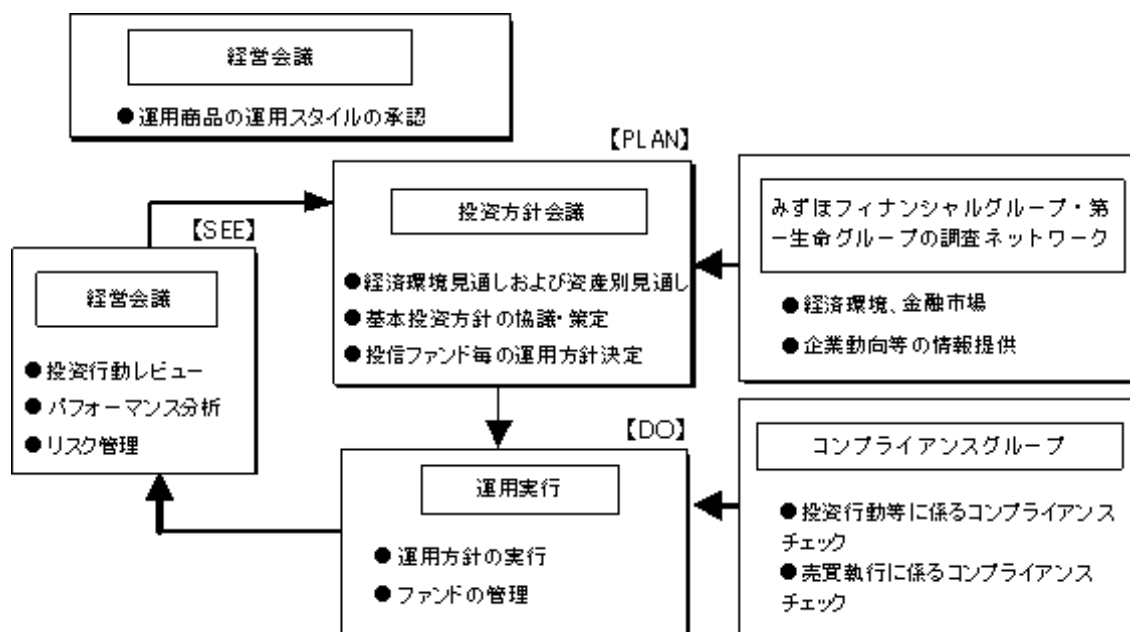 経営会議
●運用商品の運用スタイルの承認
【PLAN】
投資方針会議
●経済環境見通しおよび資産別見通し
●基本投資方針の協議・策定
●投信ファンド毎の運用方針決定
みずほフィナンシャルグループ・第
一生命グループの調査ネットワーク
●経済環境、金融市場
●企業動向等の情報提供
【SEE】
経営会議
●投資行動レビュー
●パフォーマンス分析
●リスク管理
【DO】
運用実行
●運用方針の実行
●ファンドの管理
コンプライアンスグループ
●投資行動等に係るコンプライアンス
チェック
●売買執行に係るコンプライアンス
チェック